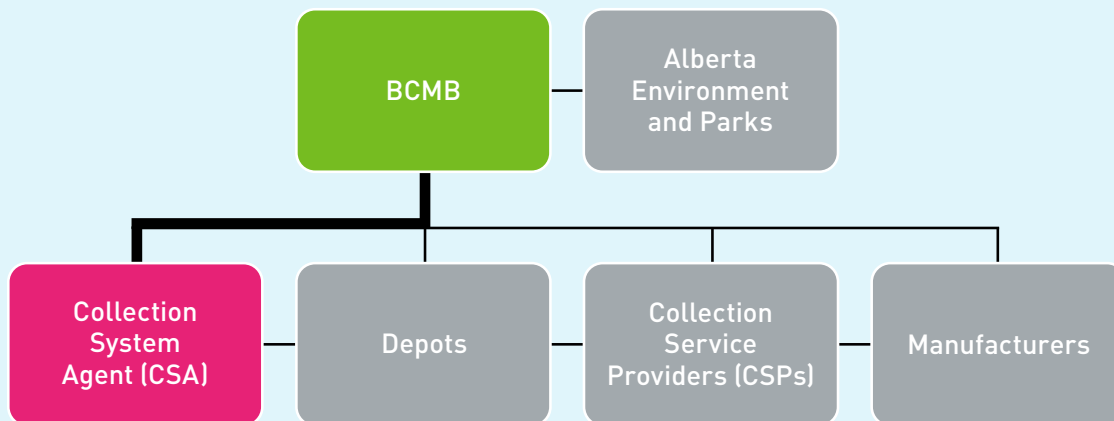 BCMB
Alberta
Environment
and Parks
Collection
System
Agent (CSA)
Depots
Collection
Service
Providers (CSPs)
Manufacturers